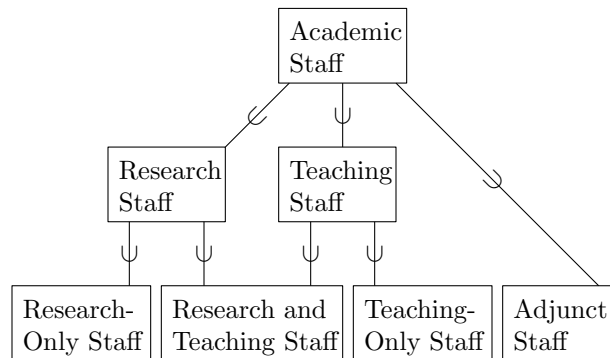 Academic
Staff
Research
Staff
Teaching
Staff
Research-
Only Staff
Research and
Teaching Staff
Teaching-
Only Staff
Adjunct
Staff